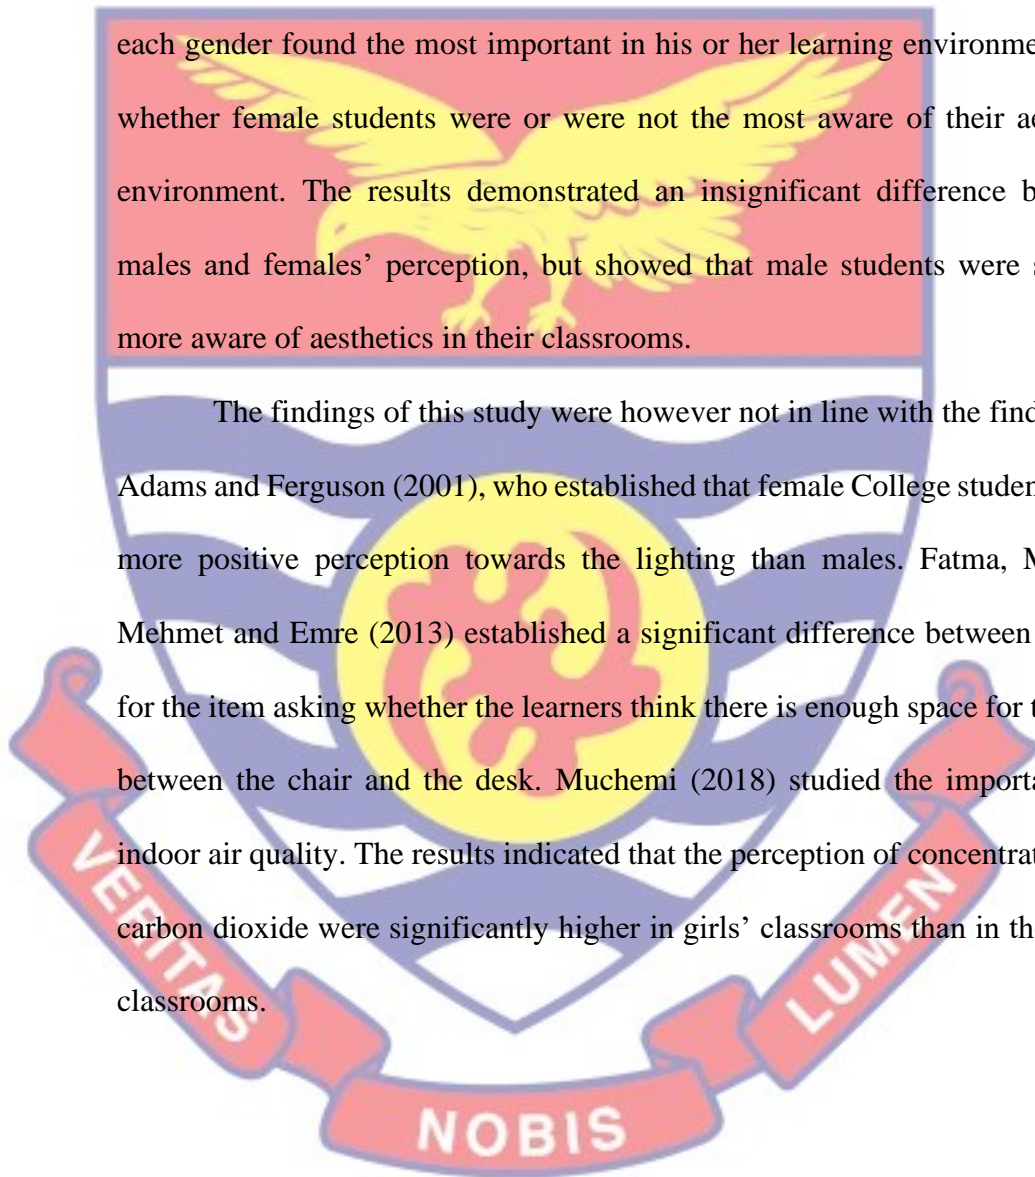 each gender found the most important in his or her learning environme
whether female students were or were not the most aware of their ae
environment. The results demonstrated an insignificant difference b
males and females’ perception, but showed that male students were s
more aware of aesthetics in their classrooms.
The findings of this study were however not in line with the find
Adams and Ferguson (2001), who established that female College studen
more positive perception towards the lighting than males. Fatma, M
Mehmet and Emre (2013) established a significant difference between
for the item asking whether the learners think there is enough space for t
between the chair and the desk. Muchemi (2018) studied the importa
indoor air quality. The results indicated that the perception of concentrat
carbon dioxide were significantly higher in girls’ classrooms than in th
classrooms.
VERITAS
NOBIS
LUMEN